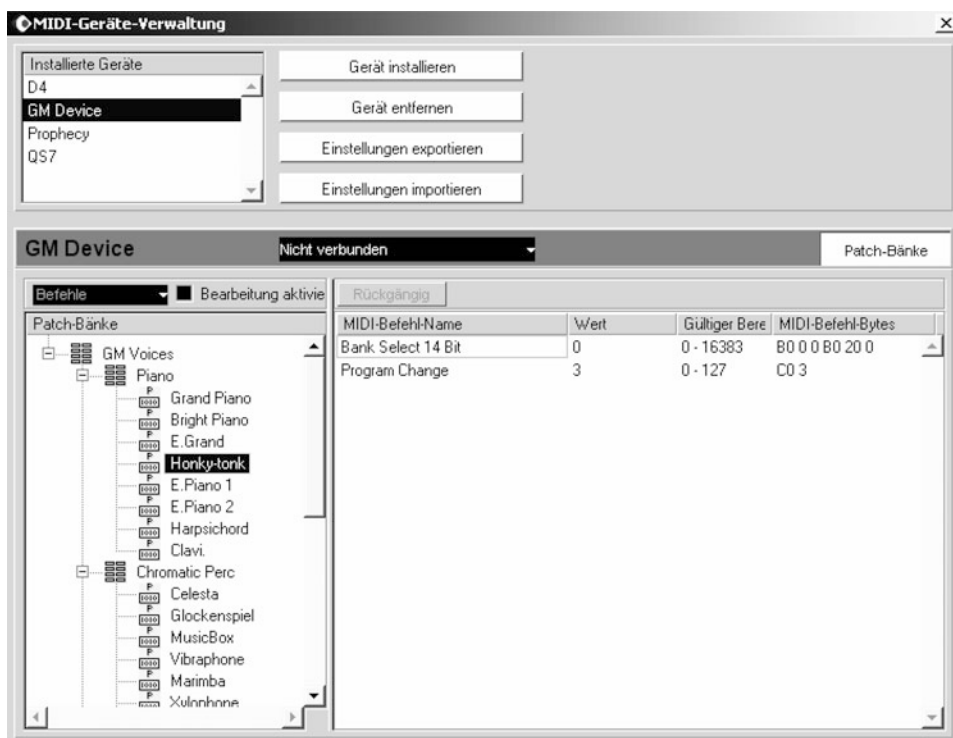 MIDI-Geräte-Verwaltung
Installierte Geräte
D4
GM Device
Prophecy
QS7
Gerät installieren
Gerät entfernen
Einstellungen exportieren
Einstellungen importieren
GM Device
Nicht verbunden
Patch-Bänke
Befehle
Bearbeitung aktivie
Rückgängig
Patch-Bänke
GM Voices
Piano
Grand Piano
Bright Piano
E.Grand
Honky-tonk
E.Piano 1
E.Piano 2
Harpsichord
Clavi.
Chromatic Perc
Celesta
Glockenspiel
MusicBox
Vibraphone
Marimba
Xylophone
MIDI-Befehl-Name Wert Gültiger Bere MIDI-Befehl-Bytes
Bank Select 14 Bit 0 0 - 16383 B0 0 0 B0 20 0
Program Change 3 0 - 127 C0 3